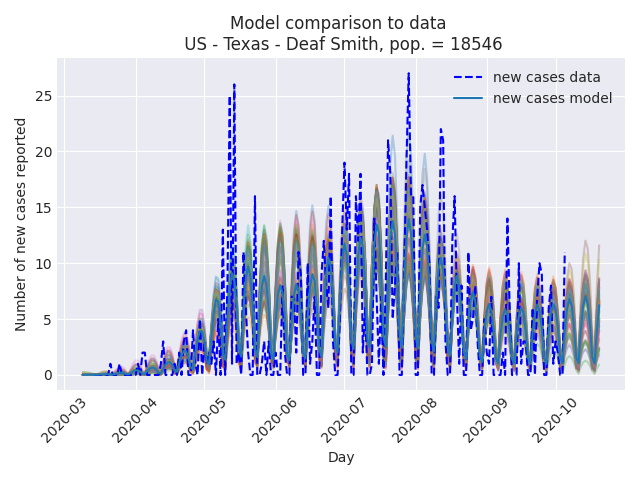 Model comparison to data
US - Texas - Deaf Smith, pop. = 18546
new cases data
new cases model
Number of new cases reported
25
20
15
10
5
0
2020-03
2020-04
2020-05
2020-06
2020-07
2020-08
2020-09
2020-10
Day